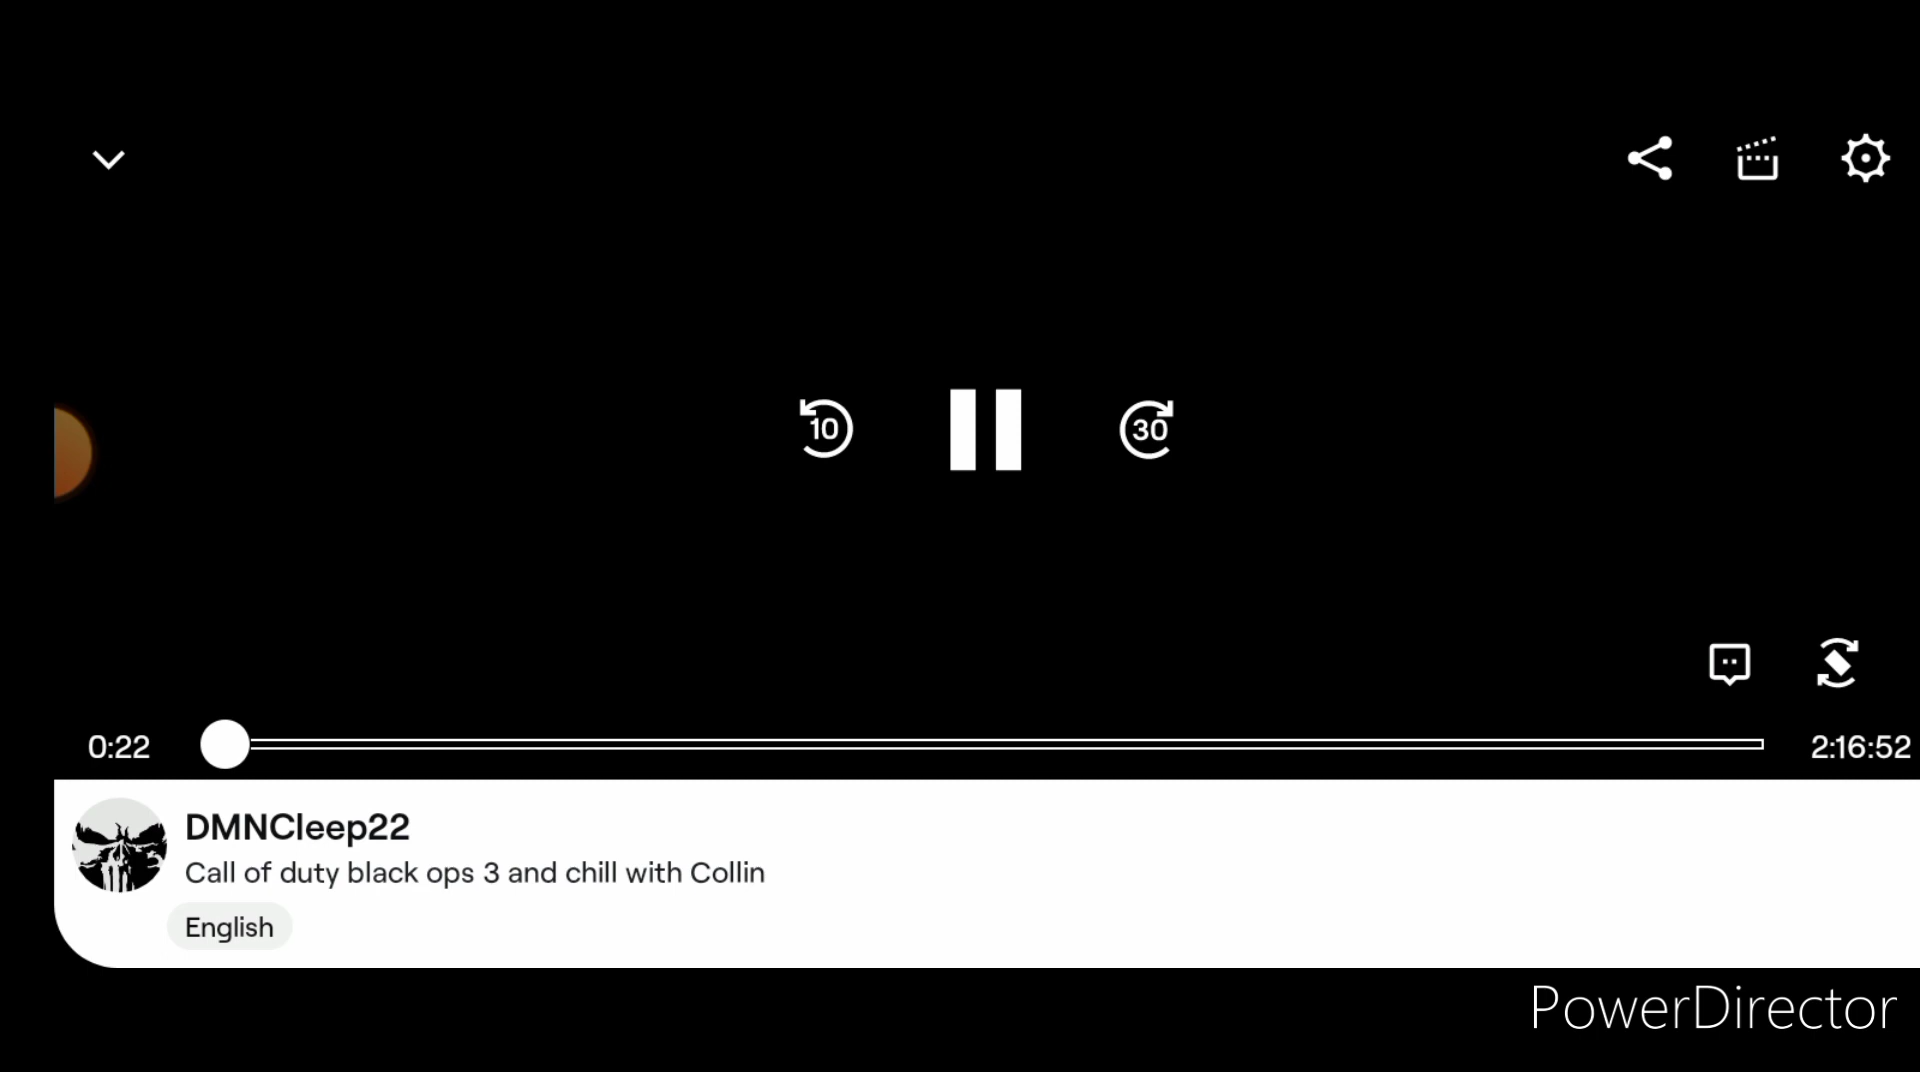 10
30
0:22
2:16:52
DMNCleep22
Call of duty black ops 3 and chill with Collin
English
PowerDirector